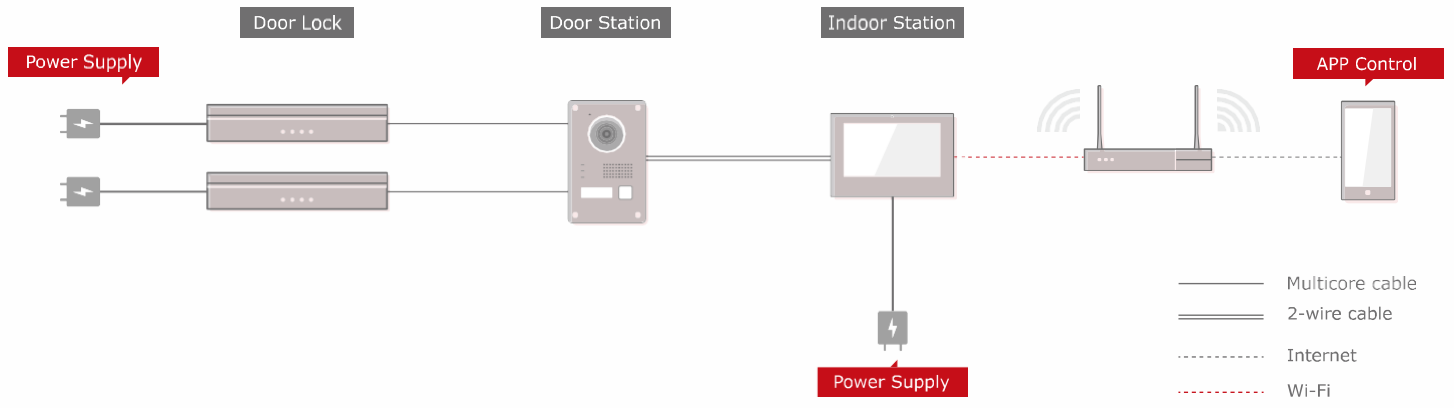 Door Lock
Door Station
Indoor Station
Power Supply
APP Control
Multicore cable
2-wire cable
Internet
Power Supply
Wi-Fi